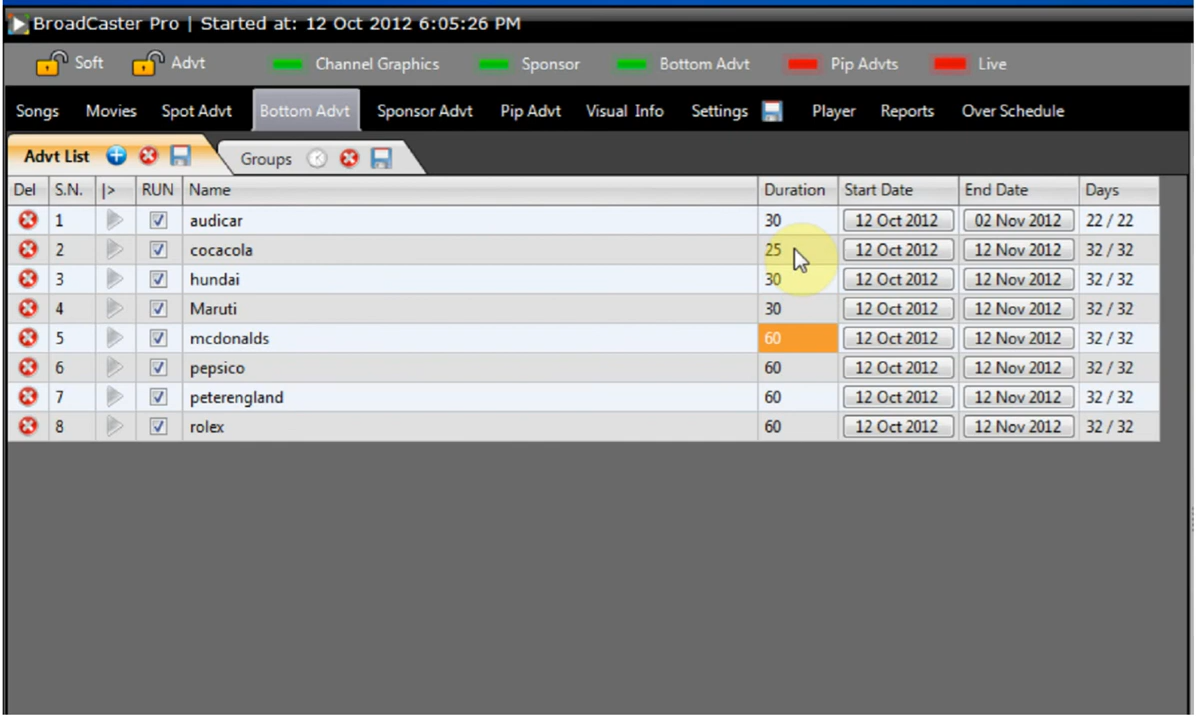 BroadCaster Pro | Started at: 12 Oct 2012 6:05:26 PM
Soft Advt Channel Graphics Sponsor Bottom Advt Pip Advts Live
Songs Movies Spot Advt Bottom Advt Sponsor Advt Pip Advt Visual Info Settings Player Reports Over Schedule
Advt List Groups
Del S.N. |> RUN Name Duration Start Date End Date Days
1 audicar 30 12 Oct 2012 02 Nov 2012 22 / 22
2 cocacola 25 12 Oct 2012 12 Nov 2012 32 / 32
3 hundai 30 12 Oct 2012 12 Nov 2012 32 / 32
4 Maruti 30 12 Oct 2012 12 Nov 2012 32 / 32
5 mcdonalds 60 12 Oct 2012 12 Nov 2012 32 / 32
6 pepsico 60 12 Oct 2012 12 Nov 2012 32 / 32
7 peterengland 60 12 Oct 2012 12 Nov 2012 32 / 32
8 rolex 60 12 Oct 2012 12 Nov 2012 32 / 32